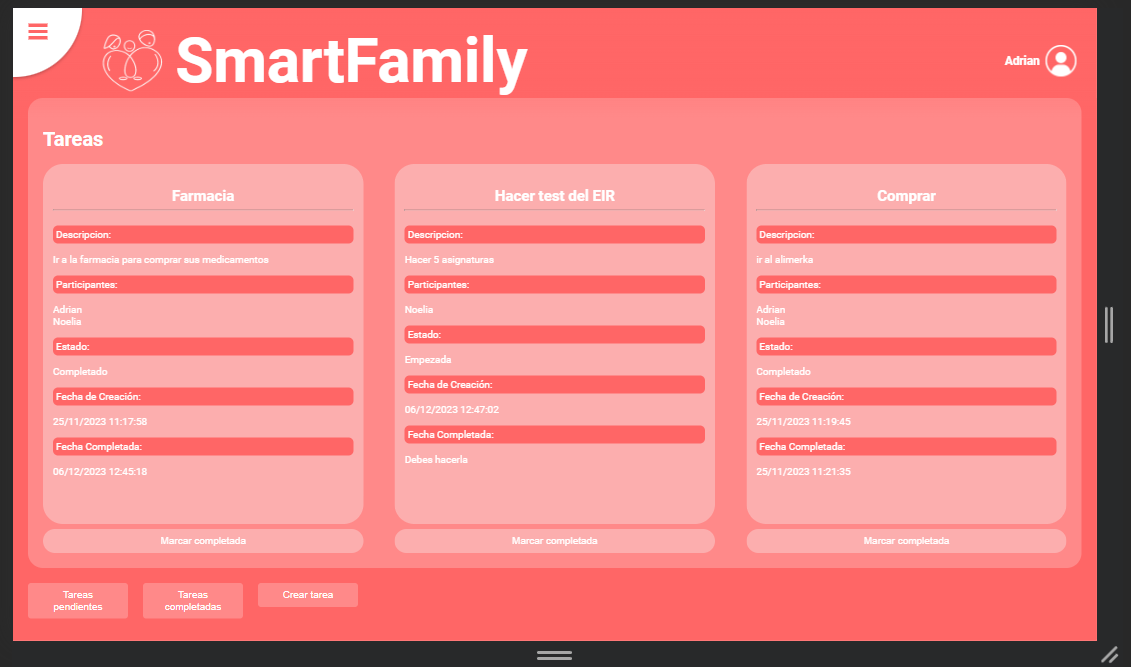 SmartFamily
Adrian
Tareas
Farmacia
Descripcion:
Ir a la farmacia para comprar sus medicamentos
Participantes:
Adrian
Noelia
Estado:
Completado
Fecha de Creación:
25/11/2023 11:17:58
Fecha Completada:
06/12/2023 12:45:18
Marcar completada
Hacer test del EIR
Descripcion:
Hacer 5 asignaturas
Participantes:
Noelia
Estado:
Empezada
Fecha de Creación:
06/12/2023 12:47:02
Fecha Completada:
Debes hacerla
Marcar completada
Comprar
Descripcion:
ir al alimerka
Participantes:
Adrian
Noelia
Estado:
Completado
Fecha de Creación:
25/11/2023 11:19:45
Fecha Completada:
25/11/2023 11:21:35
Marcar completada
Tareas
pendientes
Tareas
completadas
Crear tarea